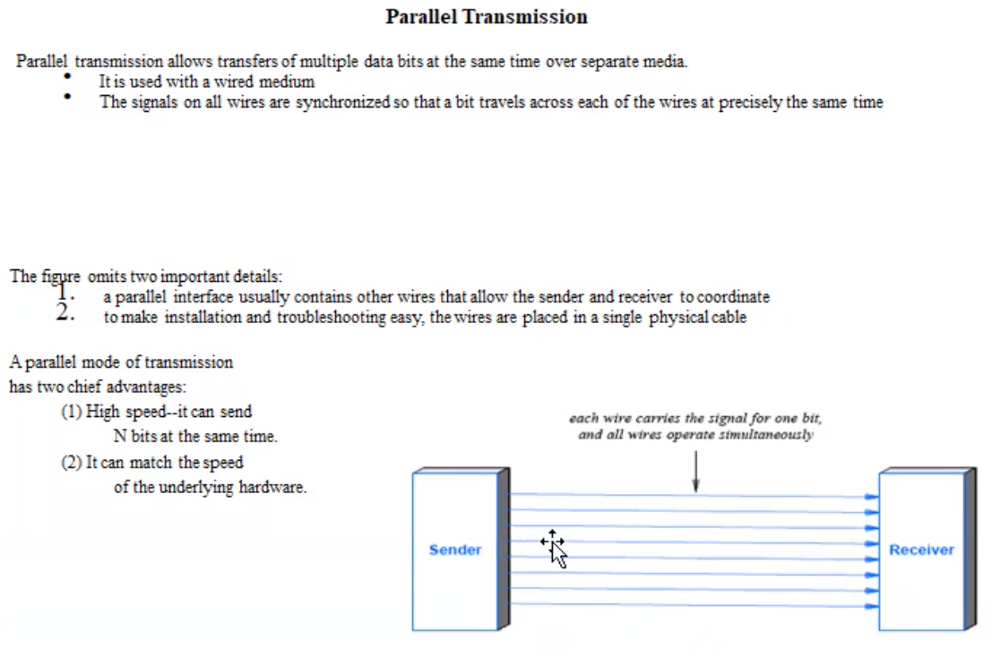 Parallel Transmission
Parallel transmission allows transfers of multiple data bits at the same time over separate media.
• It is used with a wired medium
• The signals on all wires are synchronized so that a bit travels across each of the wires at precisely the same time
The figure omits two important details:
1. a parallel interface usually contains other wires that allow the sender and receiver to coordinate
2. to make installation and troubleshooting easy, the wires are placed in a single physical cable
A parallel mode of transmission
has two chief advantages:
(1) High speed--it can send
N bits at the same time.
(2) It can match the speed
of the underlying hardware.
each wire carries the signal for one bit,
and all wires operate simultaneously
Sender
Receiver